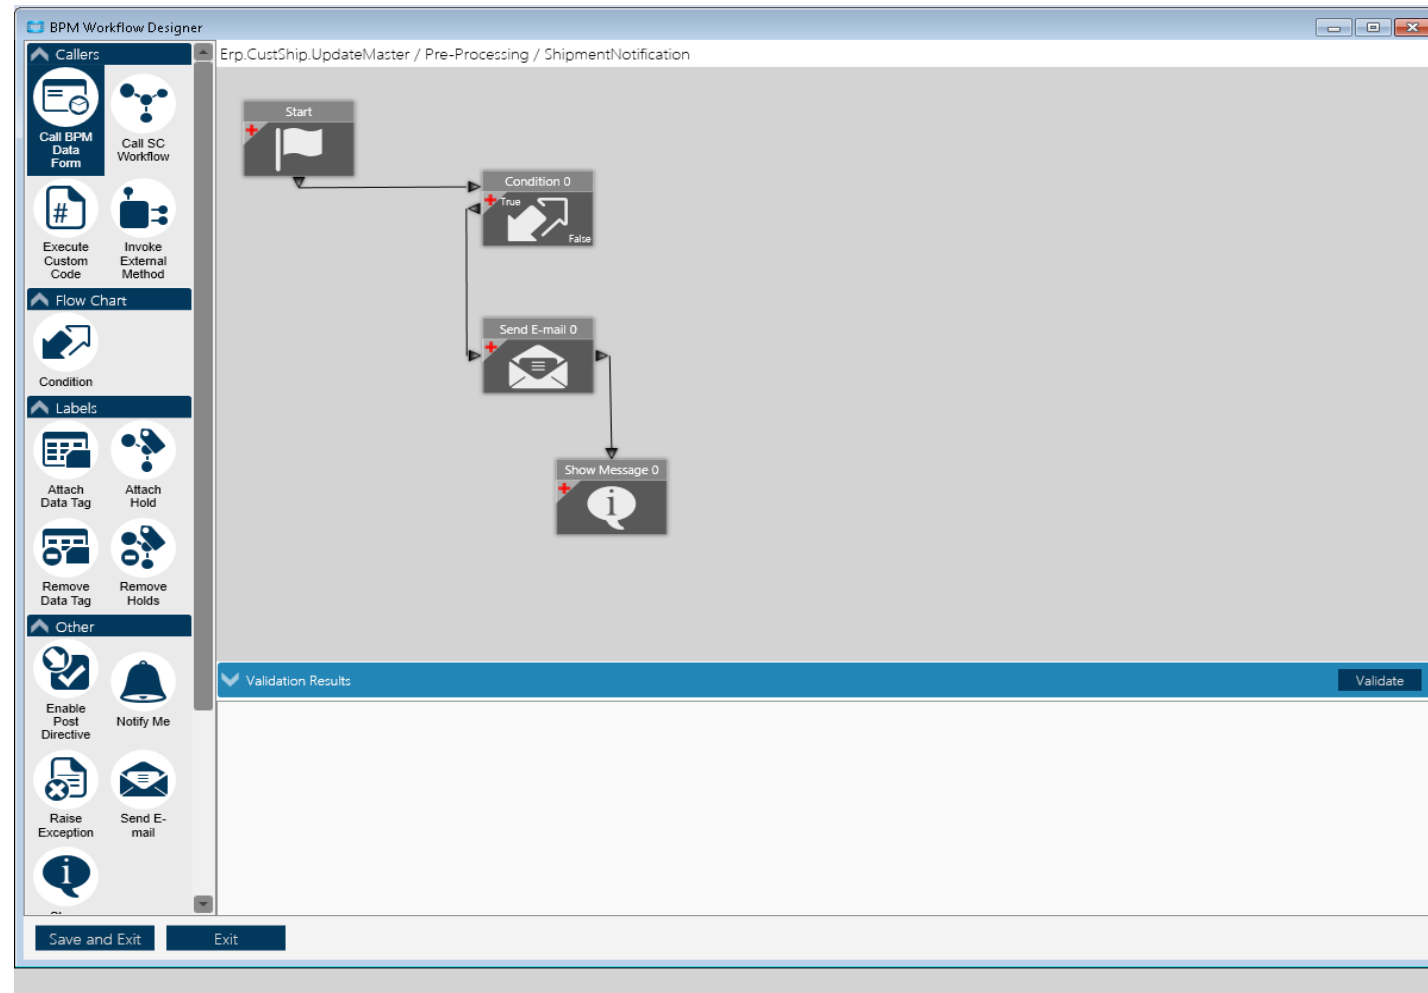 BPM Workflow Designer
Callers
Erp.CustShip.UpdateMaster / Pre-Processing / ShipmentNotification
Call BPM
Data
Form
Call SC
Workflow
#
Execute
Custom
Code
Invoke
External
Method
Flow Chart
Condition
Labels
Attach
Data Tag
Attach
Hold
Remove
Data Tag
Remove
Holds
Other
Enable
Post
Directive
Notify Me
Raise
Exception
Send E-
mail
Start
Condition 0
True
False
Send E-mail 0
Show Message 0
Validation Results
Validate
Save and Exit
Exit